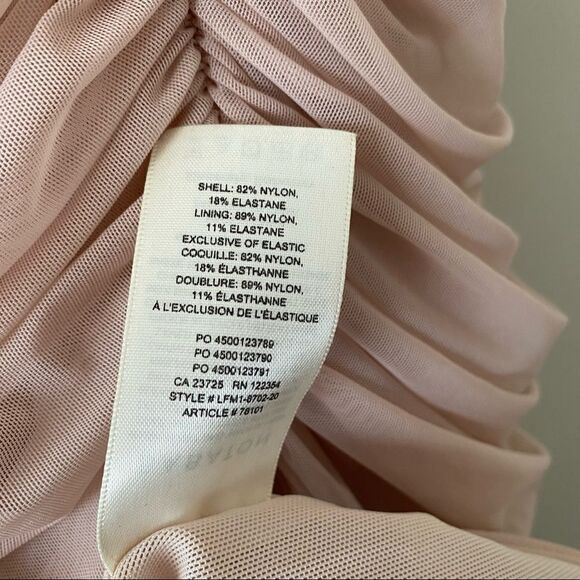 SHELL: 82% NYLON,
18% ELASTANE
LINING: 89% NYLON,
11% ELASTANE
EXCLUSIVE OF ELASTIC
COQUILLE: 82% NYLON,
18% ÉLASTHANNE
DOUBLURE: 89% NYLON,
11% ÉLASTHANNE
À L'EXCLUSION DE L'ÉLASTIQUE
PO 4500123789
PO 4500123790
PO 4500123791
CA 23725 RN 122354
STYLE # LFM1-8702-20
ARTICLE # 78101